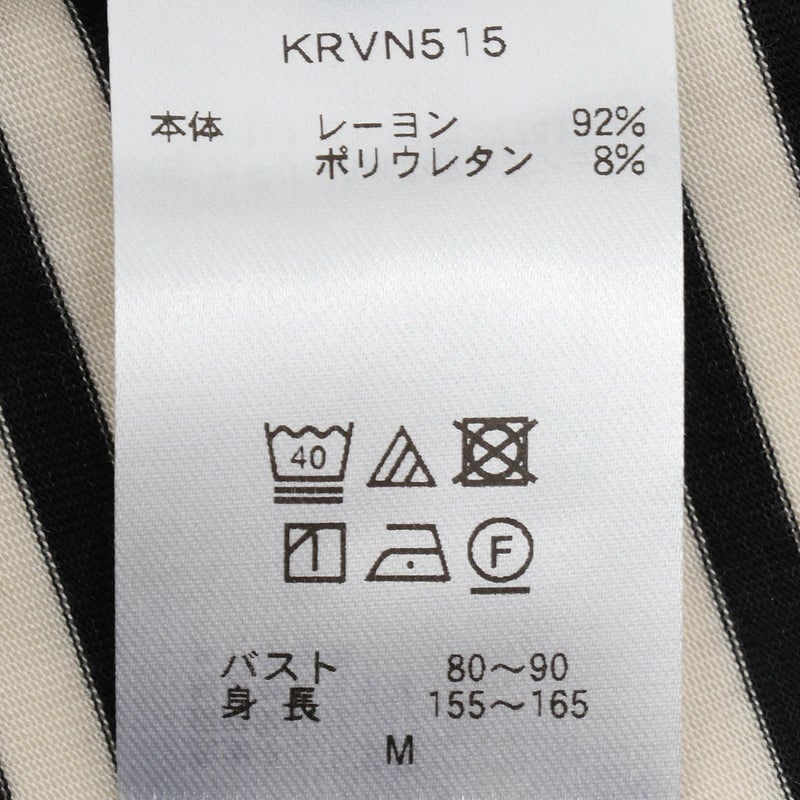 KRVN515
本体 レーヨン 92%
ポリウレタン 8%
40
F
バスト 80～90
身長 155～165
M